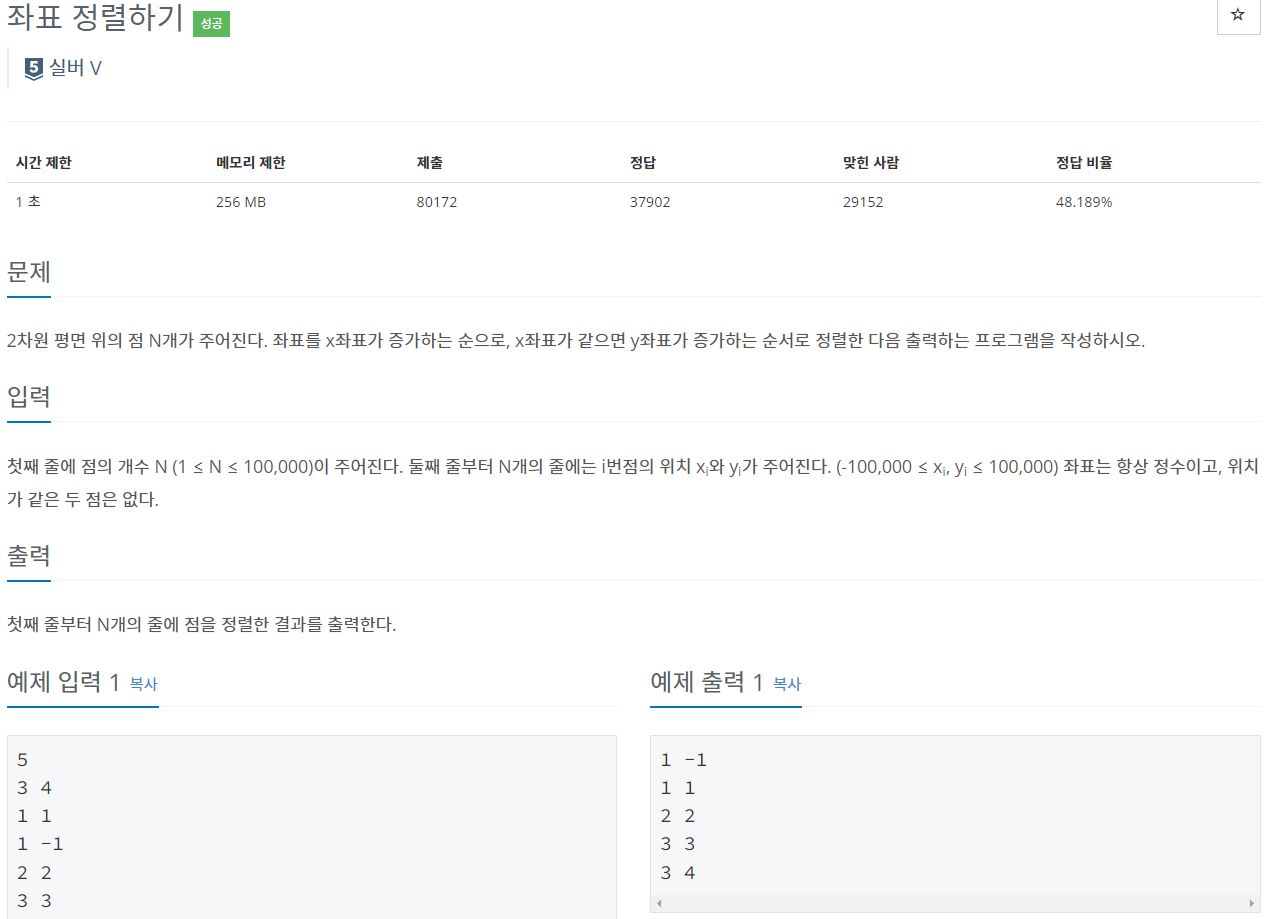 좌표 정렬하기 성공
☆
5 실버 V
시간 제한 메모리 제한 제출 정답 맞힌 사람 정답 비율
1 초 256 MB 80172 37902 29152 48.189%
문제
2차원 평면 위의 점 N개가 주어진다. 좌표를 x좌표가 증가하는 순으로, x좌표가 같으면 y좌표가 증가하는 순서로 정렬한 다음 출력하는 프로그램을 작성하시오.
입력
첫째 줄에 점의 개수 N (1 ≤ N ≤ 100,000)이 주어진다. 둘째 줄부터 N개의 줄에는 i번점의 위치 xᵢ와 yᵢ가 주어진다. (-100,000 ≤ xᵢ, yᵢ ≤ 100,000) 좌표는 항상 정수이고, 위치
가 같은 두 점은 없다.
출력
첫째 줄부터 N개의 줄에 점을 정렬한 결과를 출력한다.
예제 입력 1 복사
5
3 4
1 1
1 -1
2 2
3 3
예제 출력 1 복사
1 -1
1 1
2 2
3 3
3 4